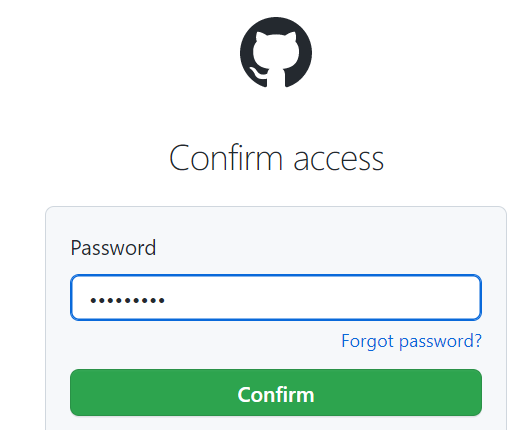 Confirm access
Password
•••••••••
Forgot password?
Confirm